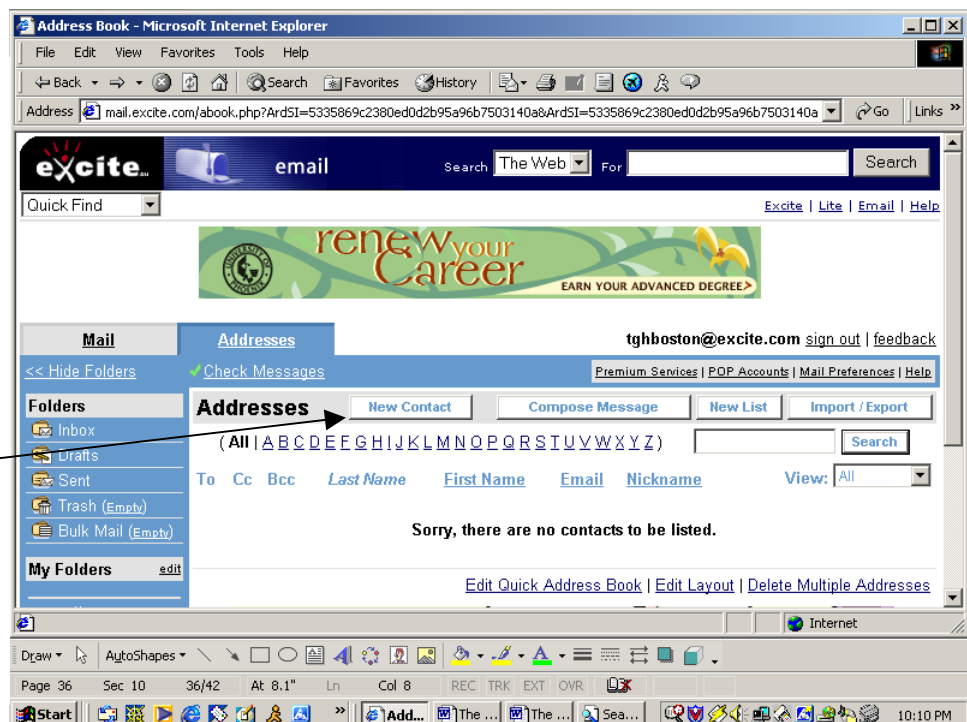 Address Book - Microsoft Internet Explorer
File Edit View Favorites Tools Help
Back Search Favorites History
Address mail.excite.com/abook.php?ArdSI=5335869c2380ed0d2b95a96b7503140a&ArdSI=5335869c2380ed0d2b95a96b7503140a Go Links »
excite email Search The Web For Search
Quick Find Excite | Lite | Email | Help
UNIVERSITY OF PHOENIX renew your Career EARN YOUR ADVANCED DEGREE>
Mail Addresses tghboston@excite.com sign out | feedback
<< Hide Folders Check Messages Premium Services | POP Accounts | Mail Preferences | Help
Folders Addresses New Contact Compose Message New List Import / Export
Inbox ( All | A B C D E F G H I J K L M N O P Q R S T U V W X Y Z ) Search
Drafts
Sent To Cc Bcc Last Name First Name Email Nickname View: All
Trash (Empty)
Bulk Mail (Empty) Sorry, there are no contacts to be listed.
My Folders edit
Edit Quick Address Book | Edit Layout | Delete Multiple Addresses
Internet
Draw AutoShapes
Page 36 Sec 10 36/42 At 8.1" Ln Col 8 REC TRK EXT OVR
Start » Add... The ... The ... Sea... 10:10 PM